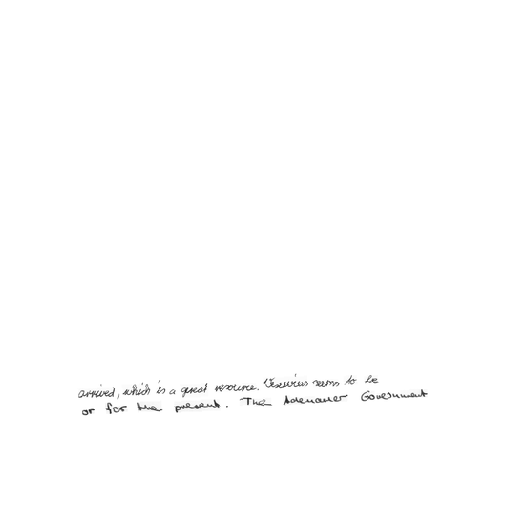 arrived, which is a great resource. Vesuvius seems to be
or for the present. The Adenauer Government